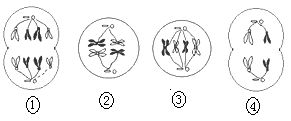 ① ② ③ ④